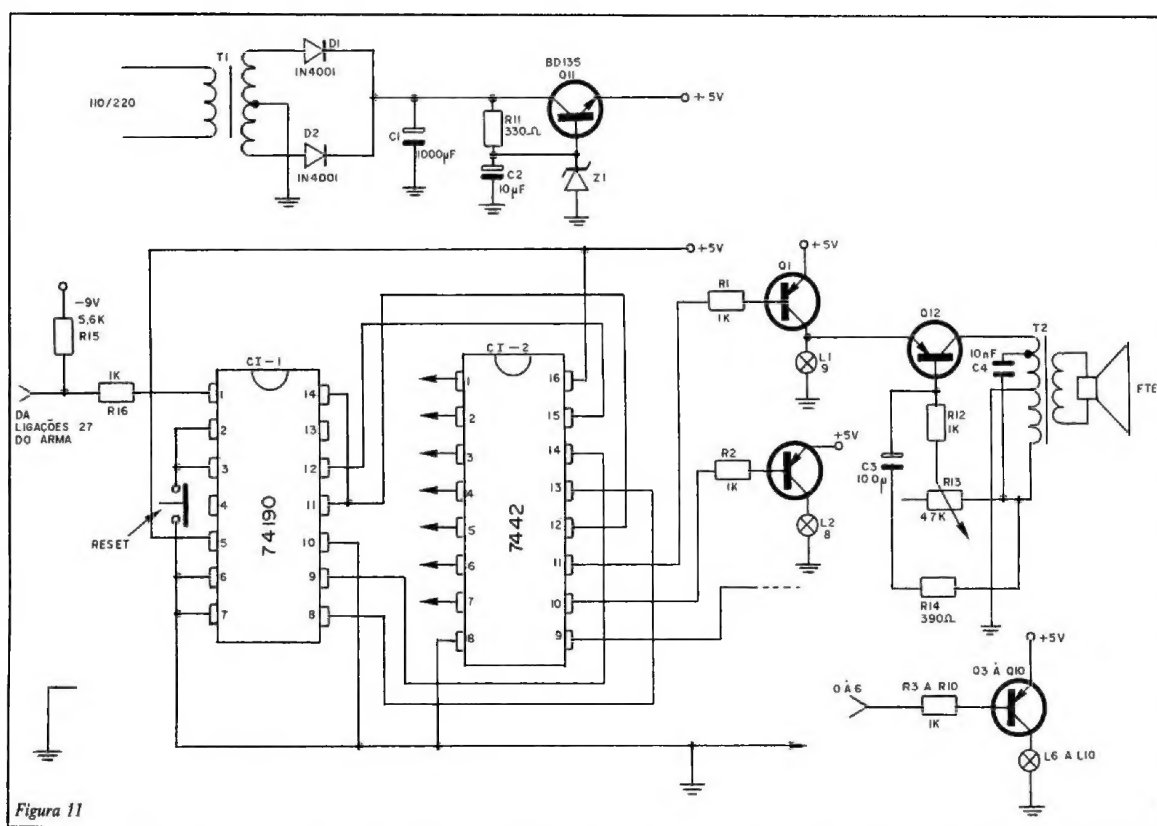 T1
D1
1N4001
110/220
D2
1N4001
C1
1000µF
R11
330Ω
C2
10µF
BD135
Q11
Z1
+5V
+5V
-9V
5,6K
R15
1K
R16
DA
LIGAÇÕES 27
DO ARMA
RESET
CI-1
74190
1
2
3
4
5
6
7
14
13
12
11
10
9
8
CI-2
7442
1
2
3
4
5
6
7
8
16
15
14
13
12
11
10
9
R1
1K
Q1
+5V
L1
9
R2
1K
+5V
L2
8
Q12
10nF
C4
T2
FTE
R12
1K
C3
100µ
R13
47K
R14
390Ω
0 À 6
R3 A R10
1K
Q3 À Q10
+5V
L6 A L10
Figura 11